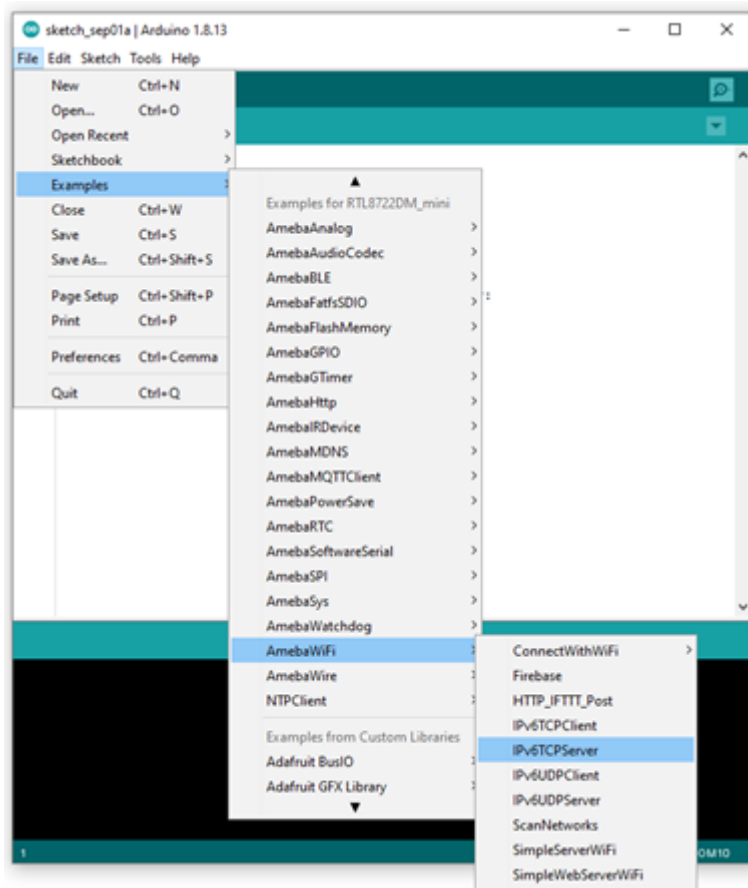 sketch_sep01a | Arduino 1.8.13
File Edit Sketch Tools Help
New Ctrl+N
Open... Ctrl+O
Open Recent
Sketchbook
Examples
Close Ctrl+W
Save Ctrl+S
Save As... Ctrl+Shift+S
Page Setup Ctrl+Shift+P
Print Ctrl+P
Preferences Ctrl+Comma
Quit Ctrl+Q
Examples for RTL8722DM_mini
AmebaAnalog
AmebaAudioCodec
AmebaBLE
AmebaFatfsSDIO
AmebaFlashMemory
AmebaGPIO
AmebaGTimer
AmebaHttp
AmebaIRDevice
AmebaMDNS
AmebaMQTTClient
AmebaPowerSave
AmebaRTC
AmebaSoftwareSerial
AmebaSPI
AmebaSys
AmebaWatchdog
AmebaWiFi
AmebaWire
NTPClient
Examples from Custom Libraries
Adafruit BusIO
Adafruit GFX Library
ConnectWithWiFi
Firebase
HTTP_IFTTT_Post
IPv6TCPClient
IPv6TCPServer
IPv6UDPClient
IPv6UDPServer
ScanNetworks
SimpleServerWiFi
SimpleWebServerWiFi
1
OM10